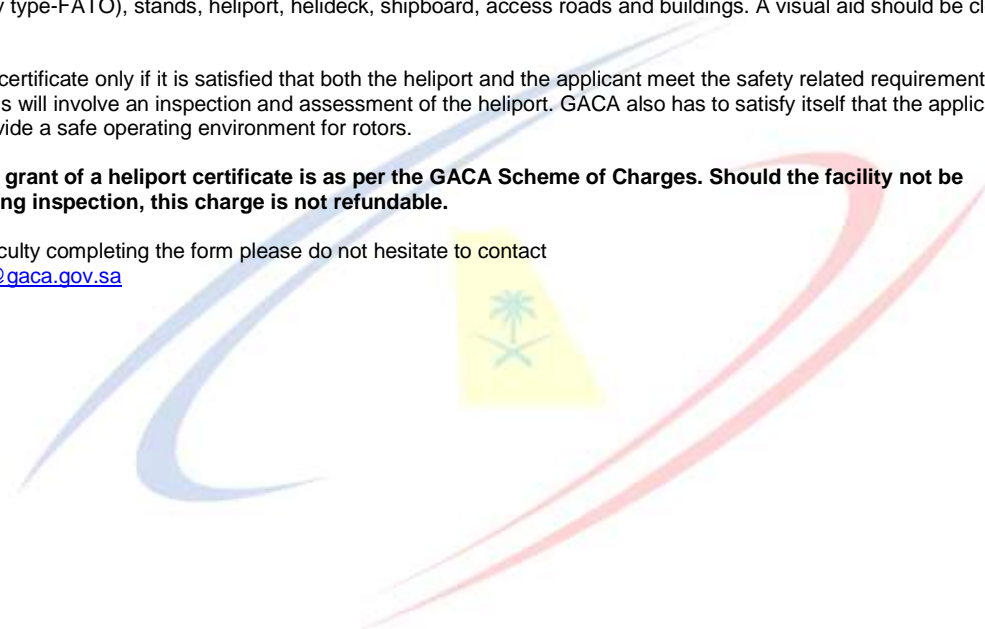 type-FATO), stands, heliport, helideck, shipboard, access roads and buildings. A visual aid should be cl
certificate only if it is satisfied that both the heliport and the applicant meet the safety related requirement
s will involve an inspection and assessment of the heliport. GACA also has to satisfy itself that the applic
vide a safe operating environment for rotors.
grant of a heliport certificate is as per the GACA Scheme of Charges. Should the facility not be
ng inspection, this charge is not refundable.
culty completing the form please do not hesitate to contact
@gaca.gov.sa